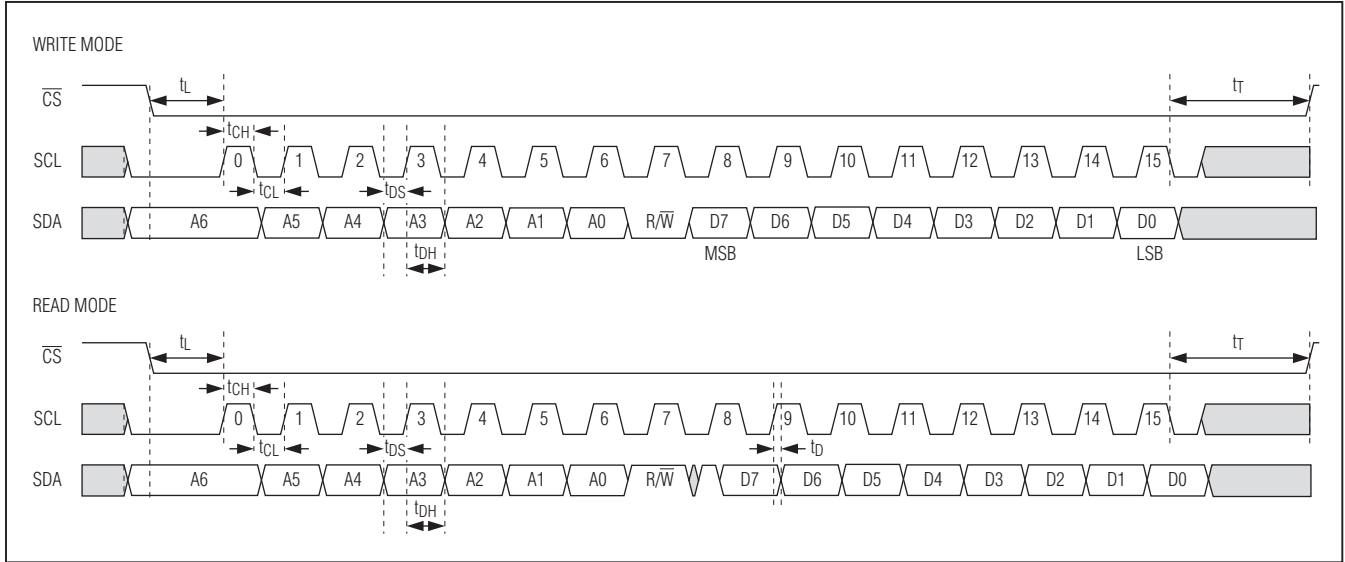 WRITE MODE
CS tL tT
tCH
SCL 0 1 2 3 4 5 6 7 8 9 10 11 12 13 14 15
tCL tDS
SDA A6 A5 A4 A3 A2 A1 A0 R/W D7 D6 D5 D4 D3 D2 D1 D0
tDH MSB LSB
READ MODE
CS tL tT
tCH
SCL 0 1 2 3 4 5 6 7 8 9 10 11 12 13 14 15
tCL tDS tD
SDA A6 A5 A4 A3 A2 A1 A0 R/W D7 D6 D5 D4 D3 D2 D1 D0
tDH